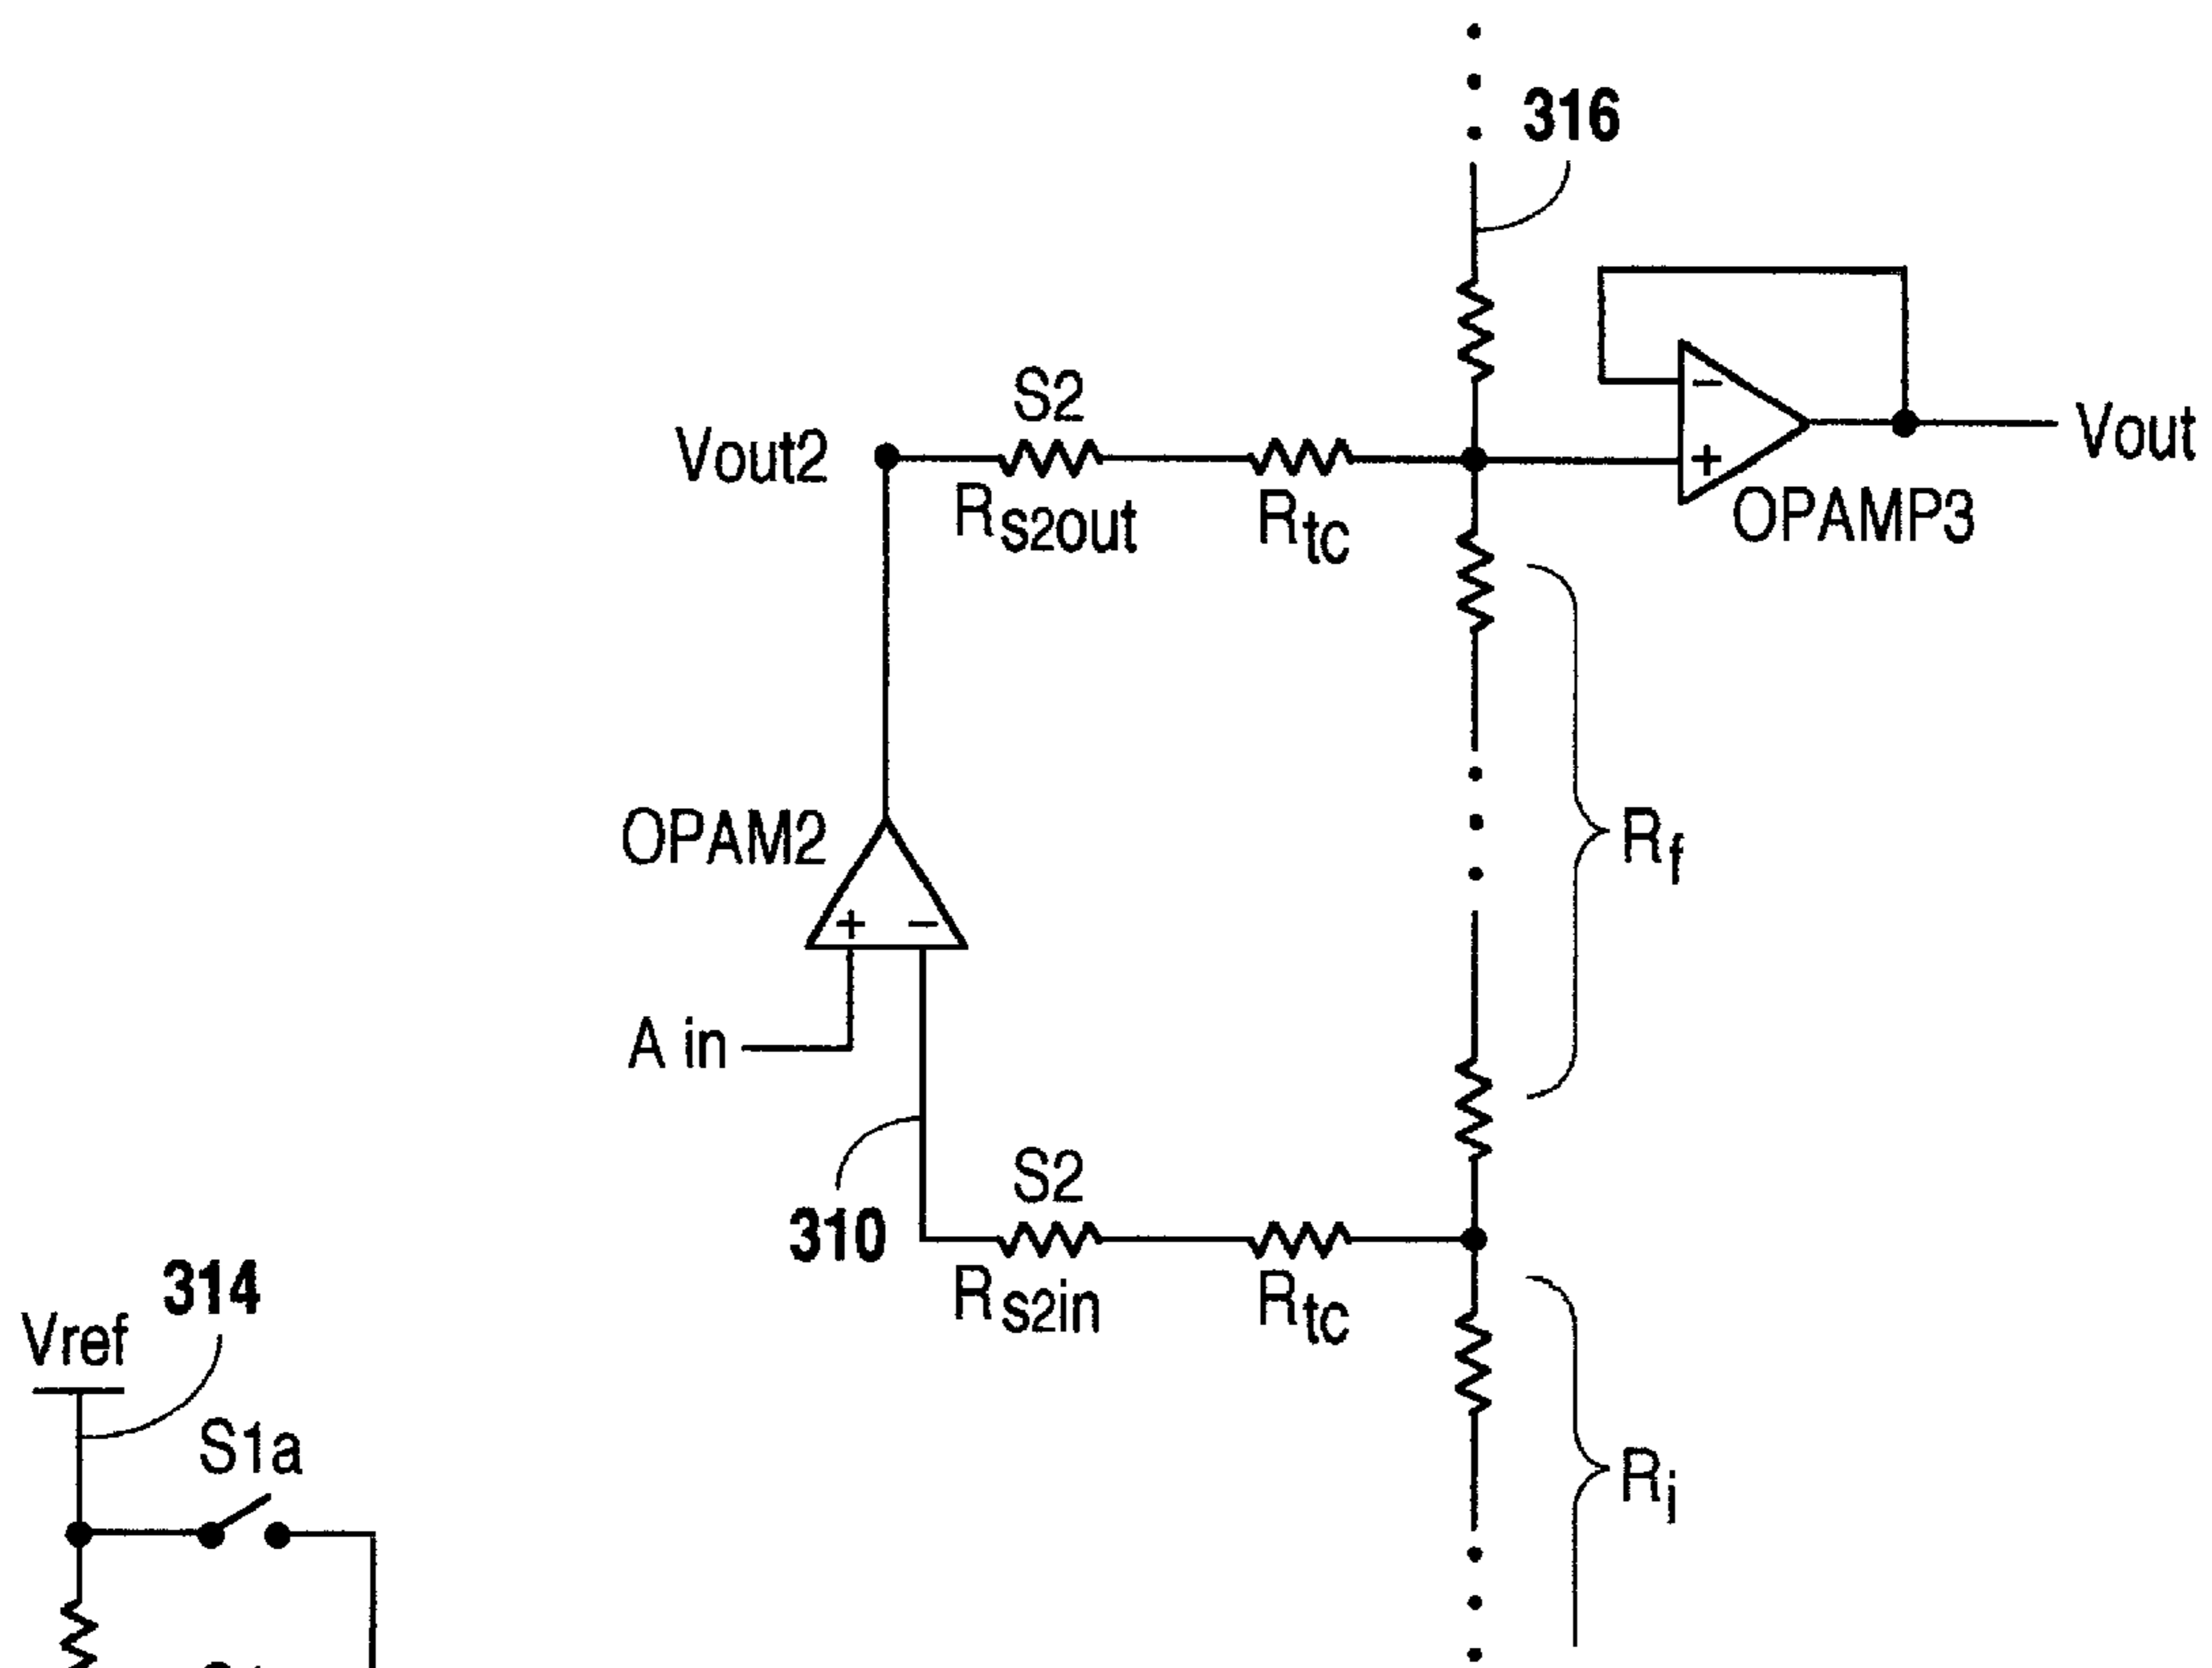 316
S2
Vout2
Rs2out
Rtc
−
+
Vout
OPAMP3
OPAM2
Rf
+ −
A in
310
S2
Rs2in
Rtc
314
Vref
S1a
Ri